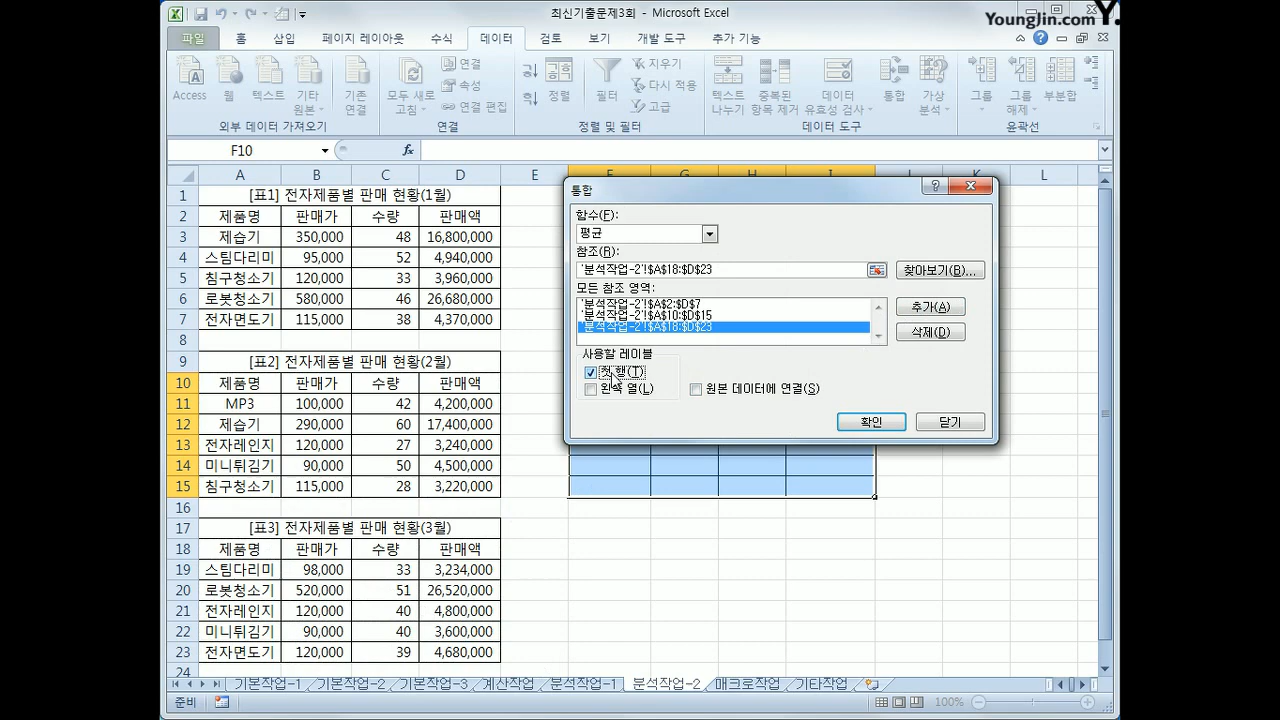 최신기출문제3회 - Microsoft Excel
YoungJin.com Y.
파일 홈 삽입 페이지 레이아웃 수식 데이터 검토 보기 개발 도구 추가 기능
Access 웹 텍스트 기타 원본 기존 연결 모두 새로 고침 연결 속성 연결 편집 정렬 필터 지우기 다시 적용 고급 텍스트 나누기 중복된 항목 제거 데이터 유효성 검사 통합 가상 분석 그룹 그룹 해제 부분합
외부 데이터 가져오기 연결 정렬 및 필터 데이터 도구 윤곽선
F10 fx
A B C D E F G H I J K L
1 [표1] 전자제품별 판매 현황(1월)
2 제품명 판매가 수량 판매액
3 제습기 350,000 48 16,800,000
4 스팀다리미 95,000 52 4,940,000
5 침구청소기 120,000 33 3,960,000
6 로봇청소기 580,000 46 26,680,000
7 전자면도기 115,000 38 4,370,000
8
9 [표2] 전자제품별 판매 현황(2월)
10 제품명 판매가 수량 판매액
11 MP3 100,000 42 4,200,000
12 제습기 290,000 60 17,400,000
13 전자레인지 120,000 27 3,240,000
14 미니튀김기 90,000 50 4,500,000
15 침구청소기 115,000 28 3,220,000
16
17 [표3] 전자제품별 판매 현황(3월)
18 제품명 판매가 수량 판매액
19 스팀다리미 98,000 33 3,234,000
20 로봇청소기 520,000 51 26,520,000
21 전자레인지 120,000 40 4,800,000
22 미니튀김기 90,000 40 3,600,000
23 전자면도기 120,000 39 4,680,000
24
통합
함수(F):
평균
참조(R):
'분석작업-2'!$A$18:$D$23 찾아보기(B)...
모든 참조 영역:
'분석작업-2'!$A$2:$D$7
'분석작업-2'!$A$10:$D$15
'분석작업-2'!$A$18:$D$23
추가(A)
삭제(D)
사용할 레이블
첫 행(T)
왼쪽 열(L) 원본 데이터에 연결(S)
확인 닫기
기본작업-1 기본작업-2 기본작업-3 계산작업 분석작업-1 분석작업-2 매크로작업 기타작업
준비 100%